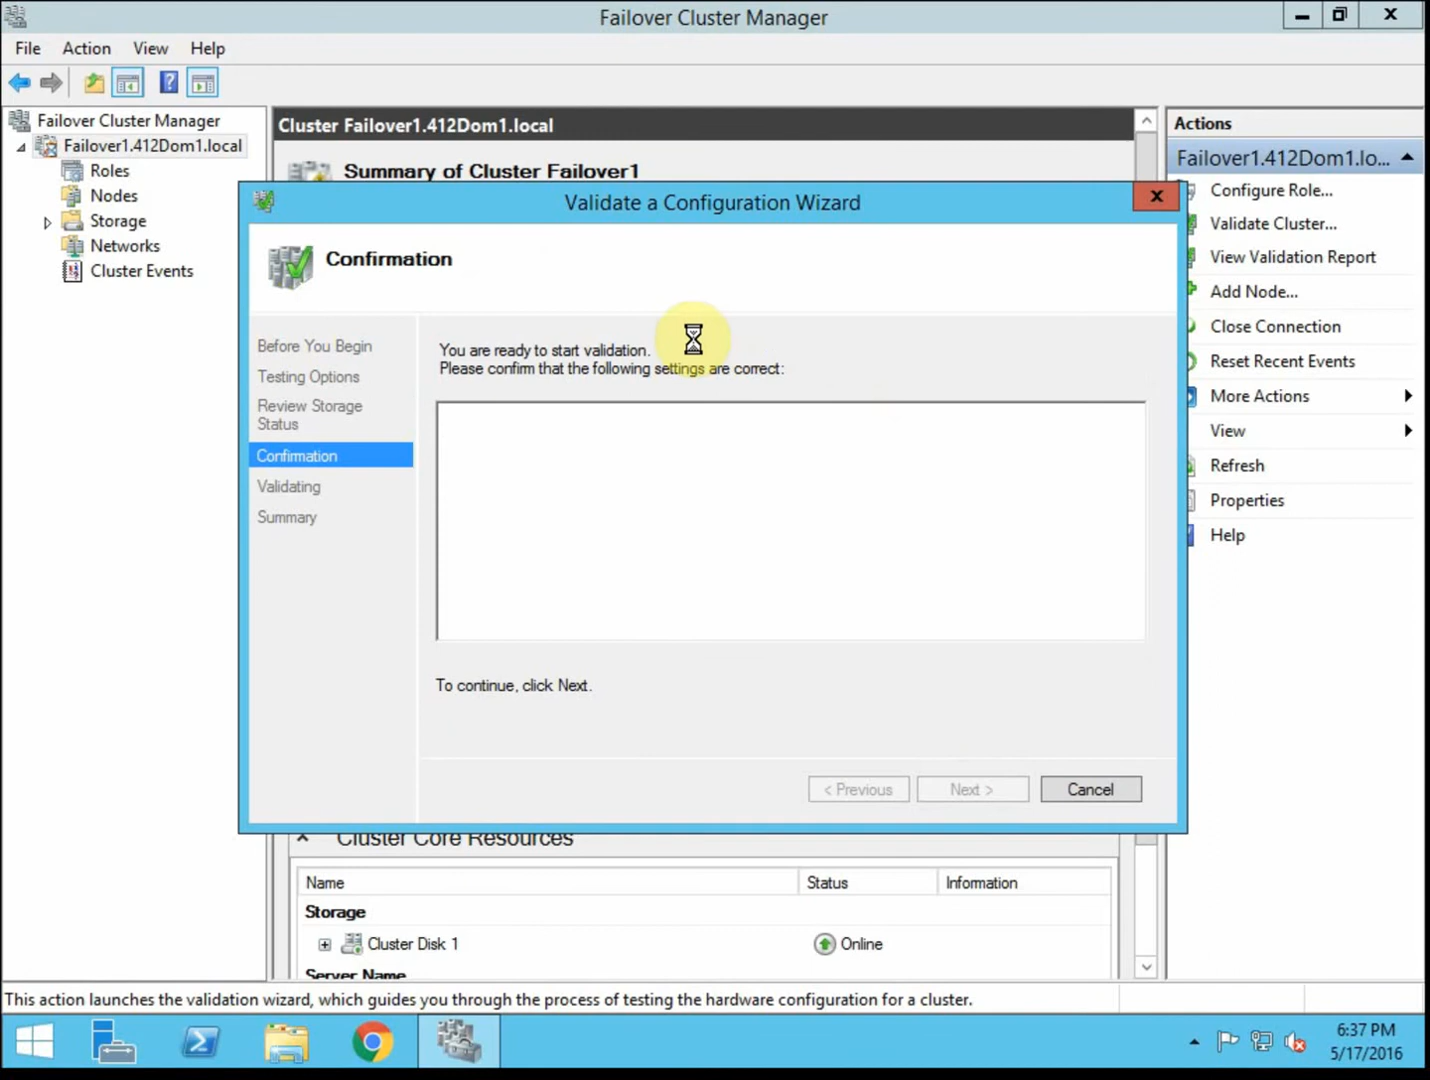 Failover Cluster Manager
File Action View Help
Failover Cluster Manager
Failover1.412Dom1.local
Roles
Nodes
Storage
Networks
Cluster Events
Cluster Failover1.412Dom1.local
Summary of Cluster Failover1
Validate a Configuration Wizard
Confirmation
Before You Begin
Testing Options
Review Storage
Status
Confirmation
Validating
Summary
You are ready to start validation.
Please confirm that the following settings are correct:
To continue, click Next.
< Previous
Next >
Cancel
Cluster Core Resources
Name Status Information
Storage
Cluster Disk 1 Online
Server Name
Actions
Failover1.412Dom1.lo...
Configure Role...
Validate Cluster...
View Validation Report
Add Node...
Close Connection
Reset Recent Events
More Actions
View
Refresh
Properties
Help
This action launches the validation wizard, which guides you through the process of testing the hardware configuration for a cluster.
6:37 PM
5/17/2016